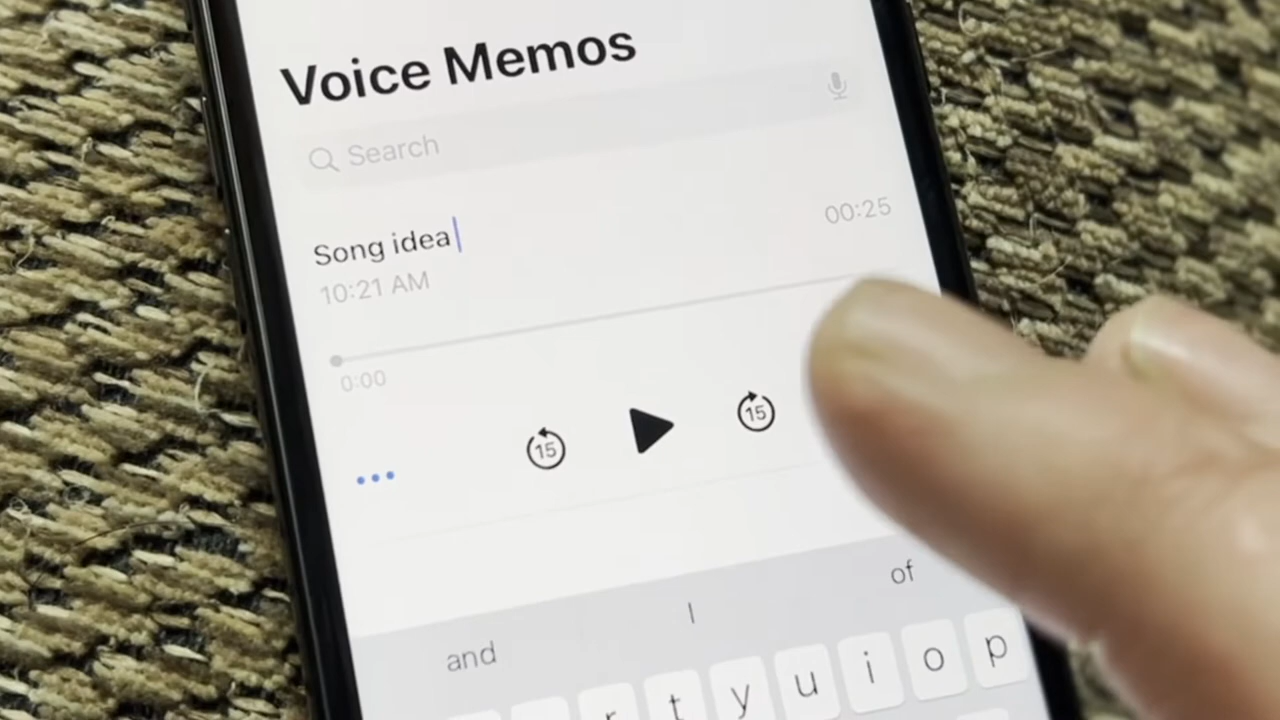 Voice Memos
Search
Song idea
00:25
10:21 AM
0:00
15
15
and
I
of
r t y u i o p